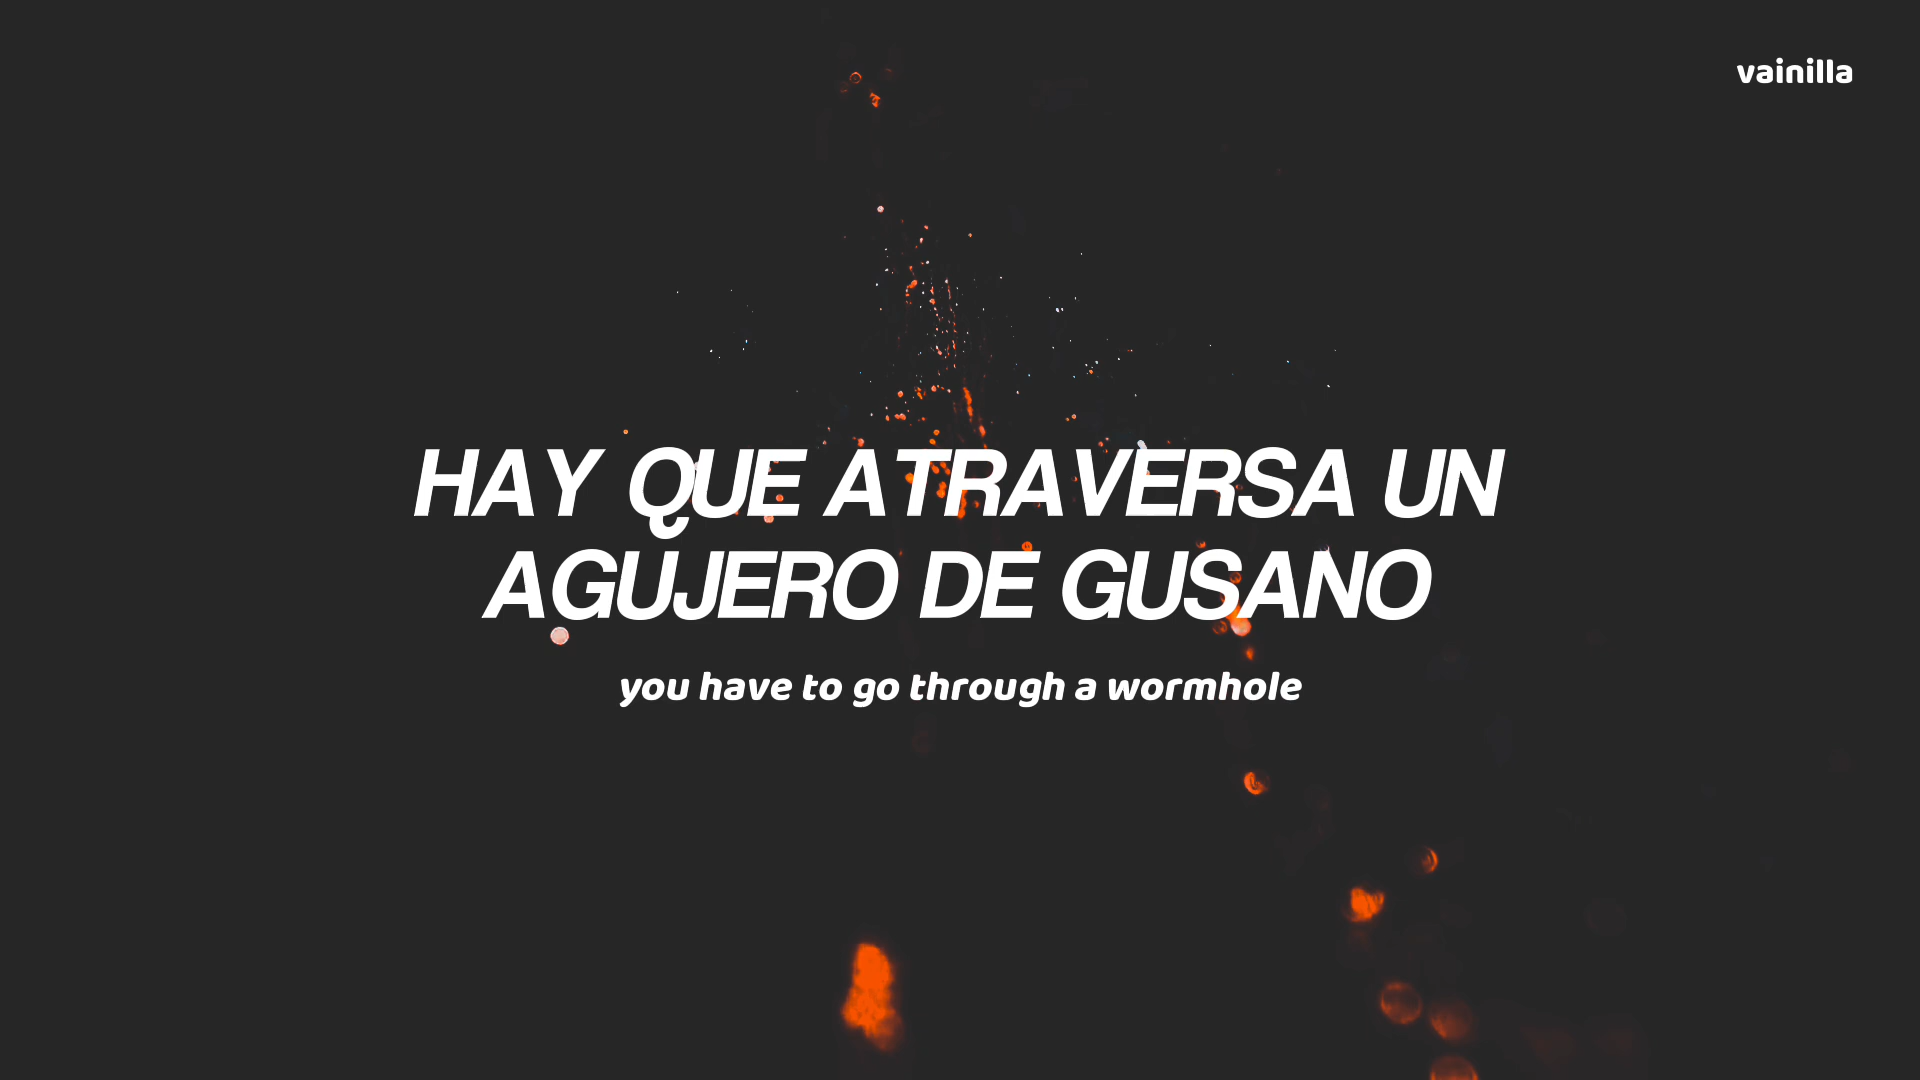 vainilla
HAY QUE ATRAVERSA UN
AGUJERO DE GUSANO
you have to go through a wormhole